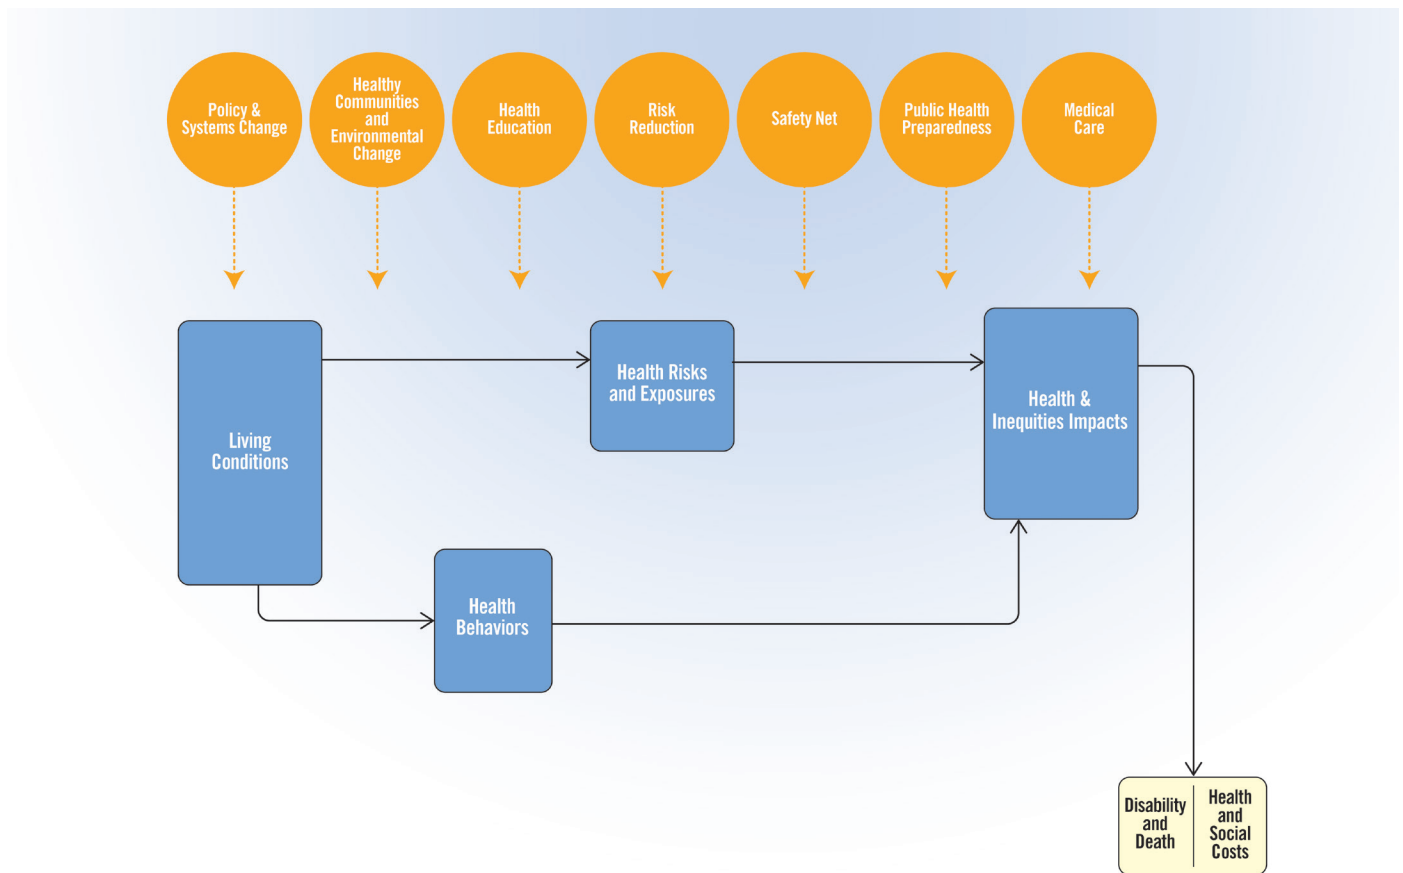 Policy &
Systems Change
Healthy
Communities
and
Environmental
Change
Health
Education
Risk
Reduction
Safety Net
Public Health
Preparedness
Medical
Care
Living
Conditions
Health Risks
and Exposures
Health &
Inequities Impacts
Health
Behaviors
Disability
and
Death
Health
and
Social
Costs